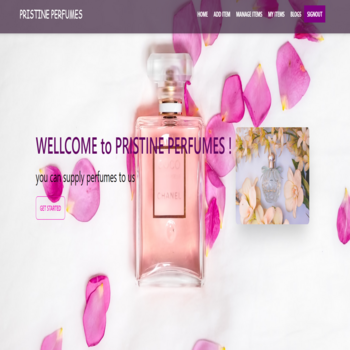 PRISTINE PERFUMES
HOME ADD ITEM MANAGE ITEMS MY ITEMS BLOGS SIGNOUT
WELLCOME to PRISTINE PERFUMES !
you can supply perfumes to us
CHANEL
GET STARTED